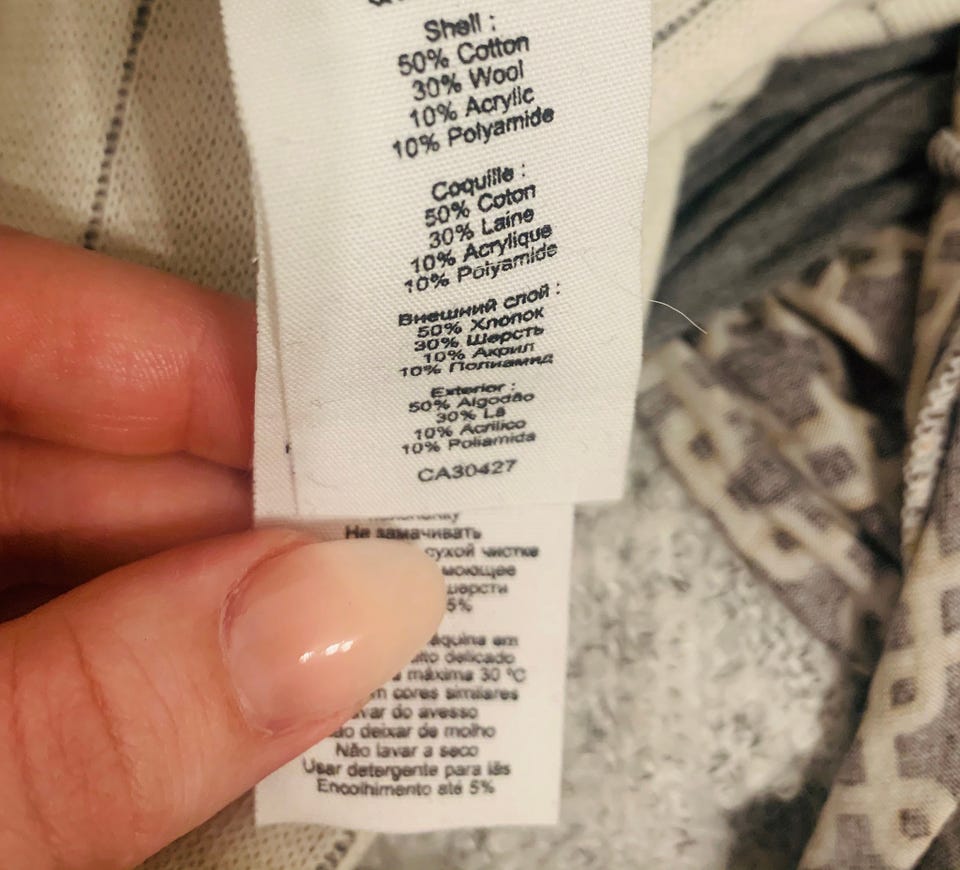 Shell :
50% Cotton
30% Wool
10% Acrylic
10% Polyamide
Coquille :
50% Coton
30% Laine
10% Acrylique
10% Polyamide
Внешний слой :
50% Хлопок
30% Шерсть
10% Акрил
10% Полиамид
Exterior :
50% Algodão
30% Lã
10% Acrílico
10% Poliamida
CA30427
Не замачивать
сухой чистке
моющее
5%
em
delicado
máxima 30 °C
cores similares
do avesso
deixar de molho
Não lavar a seco
Usar detergente para lãs
Encolhimento até 5%